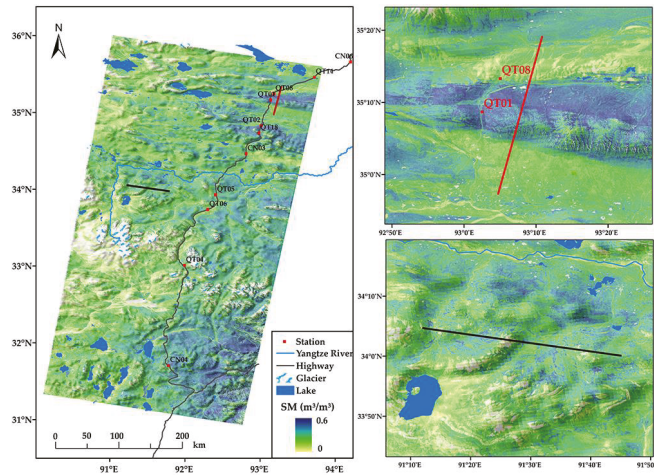 N
36°N
35°N
34°N
33°N
32°N
31°N
CN06
QT08
QT01
QT02
CN03
QT05
QT06
QT04
CN04
Station
Yangtze River
Highway
Glacier
Lake
SM (m³/m³)
0.6
0
0 50 100 200
km
91°E 92°E 93°E 94°E
35°20'
35°10'
35°0'
QT08
QT01
92°50' 93°0' 93°10' 93°20'
34°10'
34°0'
33°50'
91°10' 91°20' 91°30' 91°40' 91°50'